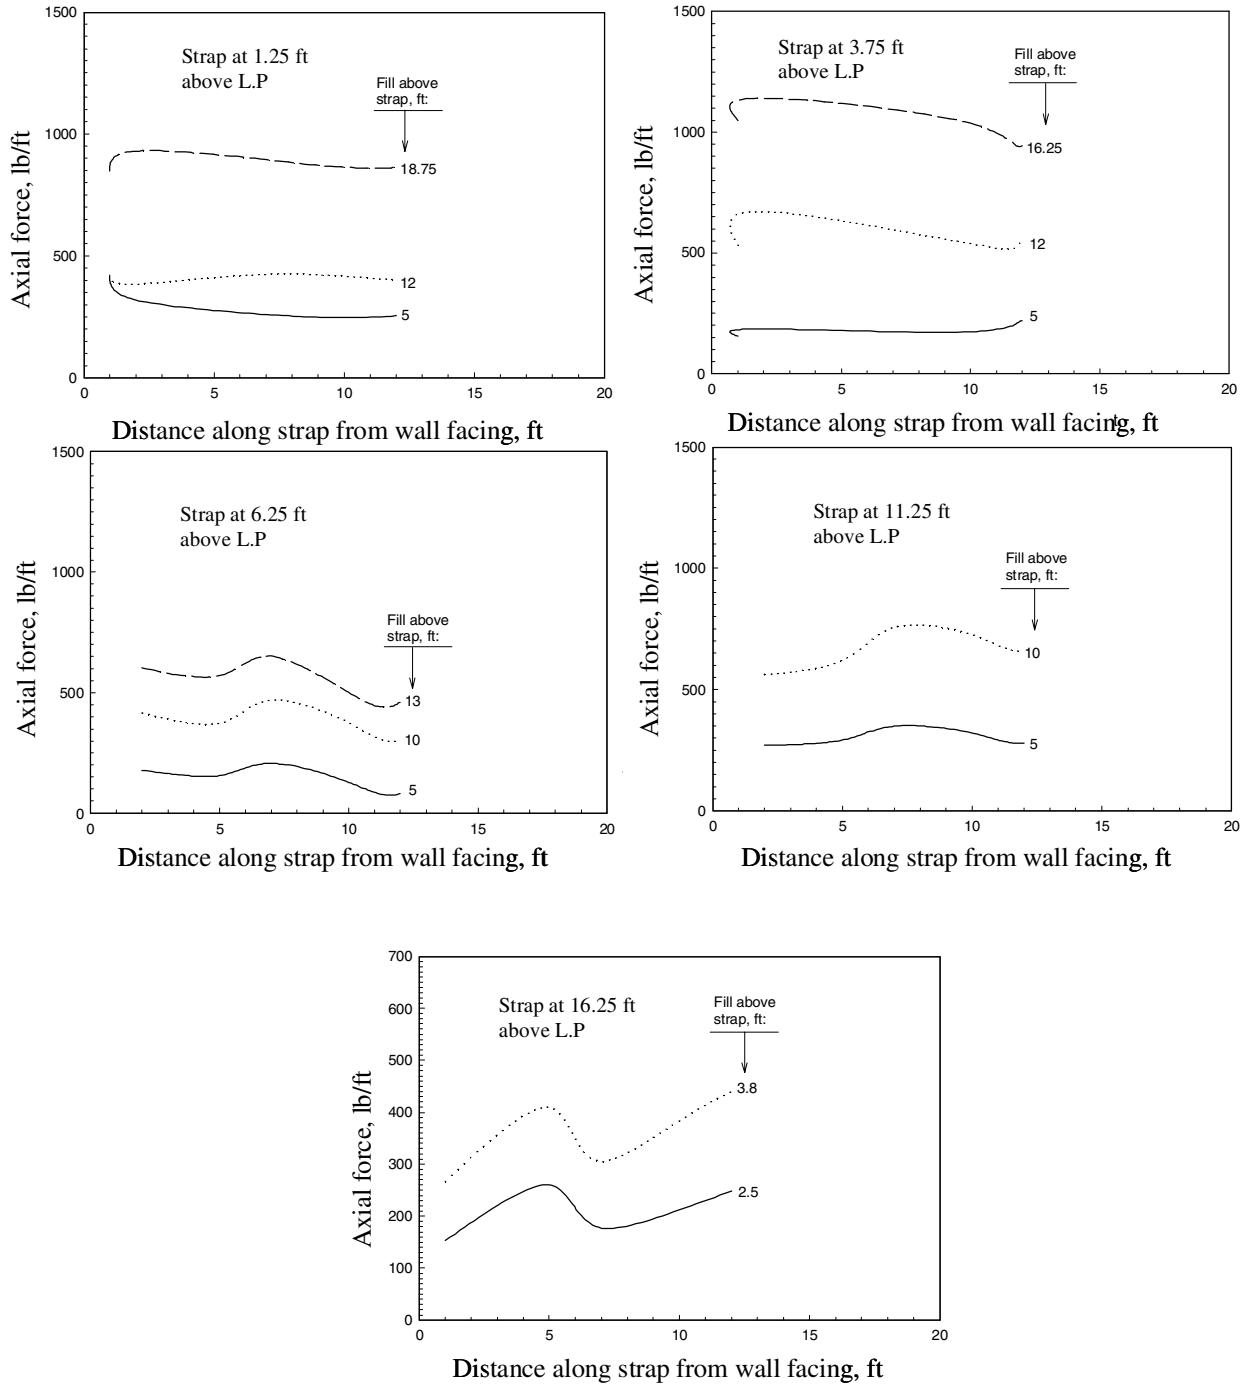 1500
1000
500
0
Axial force, lb/ft
Strap at 1.25 ft
above L.P
Fill above
strap, ft:
18.75
12
5
0
5
10
15
20
Distance along strap from wall facing, ft
1500
1000
500
0
Axial force, lb/ft
Strap at 3.75 ft
above L.P
Fill above
strap, ft:
16.25
12
5
0
5
10
15
20
Distance along strap from wall facing, ft
1500
1000
500
0
Axial force, lb/ft
Strap at 6.25 ft
above L.P
Fill above
strap, ft:
13
10
5
0
5
10
15
20
Distance along strap from wall facing, ft
1500
1000
500
0
Axial force, lb/ft
Strap at 11.25 ft
above L.P
Fill above
strap, ft:
10
5
0
5
10
15
20
Distance along strap from wall facing, ft
700
600
500
400
300
200
100
0
Axial force, lb/ft
Strap at 16.25 ft
above L.P
Fill above
strap, ft:
3.8
2.5
0
5
10
15
20
Distance along strap from wall facing, ft